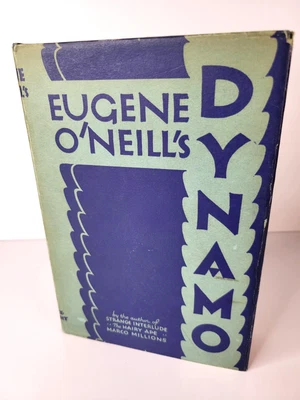 EUGENE
O'NEILL'S
DYNAMO
by the author of
STRANGE INTERLUDE
The HAIRY APE
MARCO MILLIONS